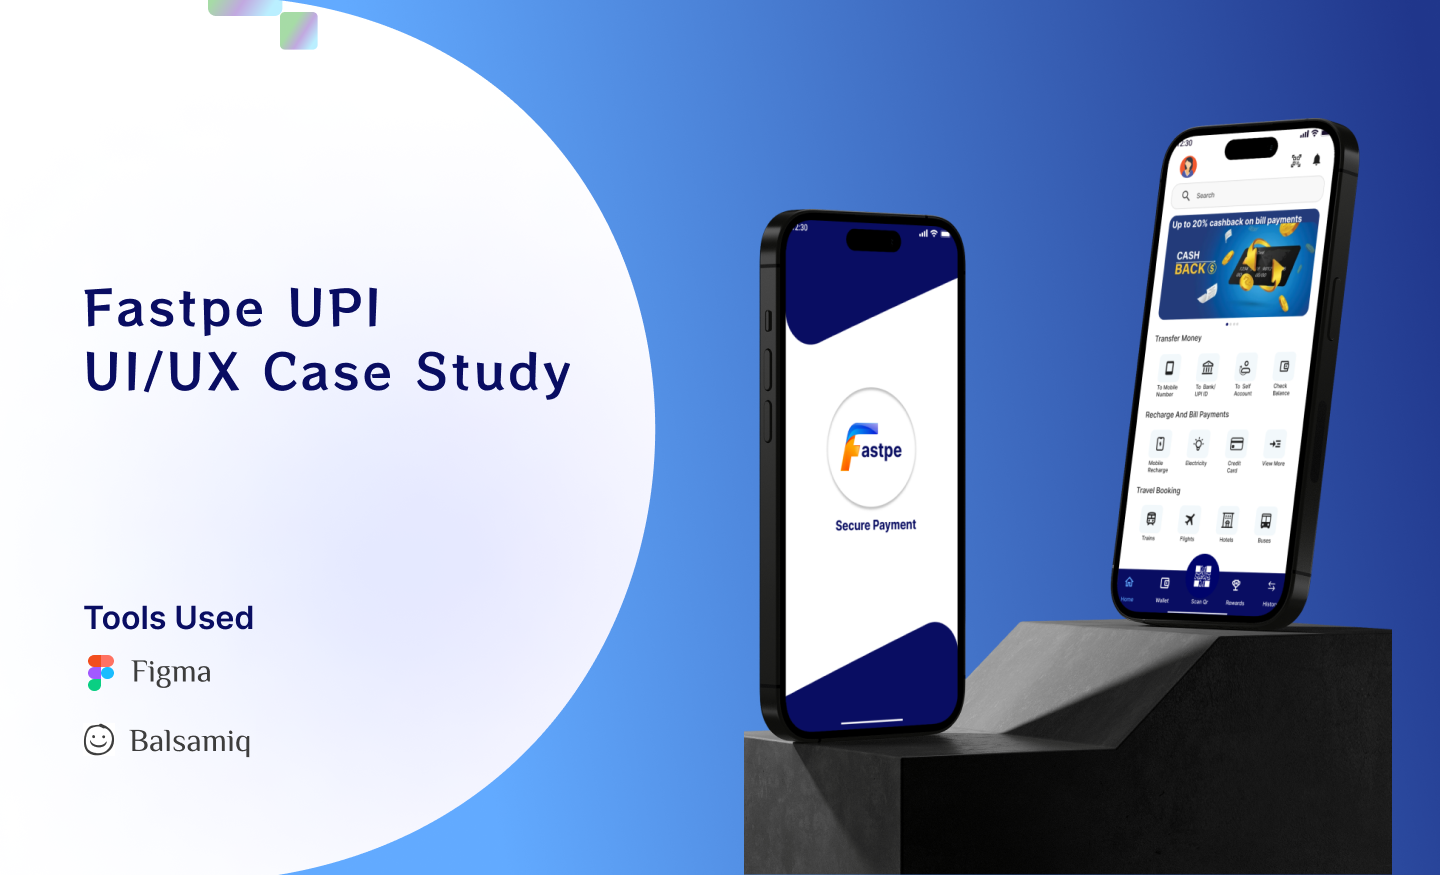 Fastpe UPI
UI/UX Case Study
Tools Used
Figma
Balsamiq
2:30
Fastpe
Secure Payment
2:30
Search
Up to 20% cashback on bill payments
CASH
BACK $
Transfer Money
To Mobile Number
To Bank/ UPI ID
To Self Account
Check Balance
Recharge And Bill Payments
Mobile Recharge
Electricity
Credit Card
View More
Travel Booking
Trains
Flights
Hotels
Buses
Home
Wallet
Scan Qr
Rewards
Histor